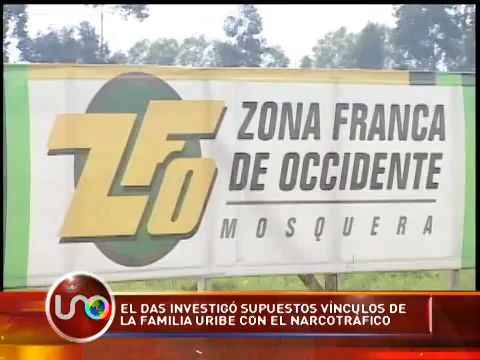 ZFO
ZONA FRANCA
DE OCCIDENTE
MOSQUERA
UNO
EL DAS INVESTIGÓ SUPUESTOS VÍNCULOS DE
LA FAMILIA URIBE CON EL NARCOTRÁFICO